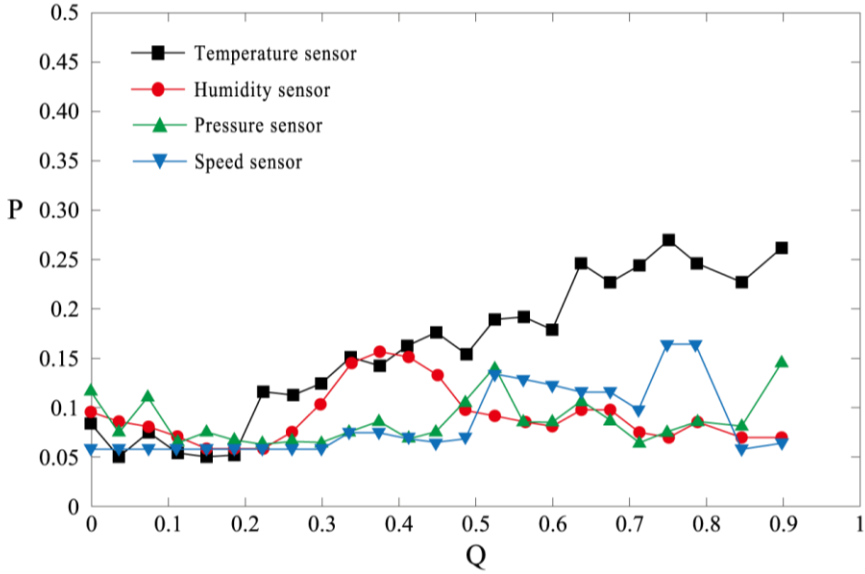 0.5
0.45
0.40
0.35
0.30
0.25
0.2
0.15
0.1
0.05
0
P
Temperature sensor
Humidity sensor
Pressure sensor
Speed sensor
0 0.1 0.2 0.3 0.4 0.5 0.6 0.7 0.8 0.9 1
Q